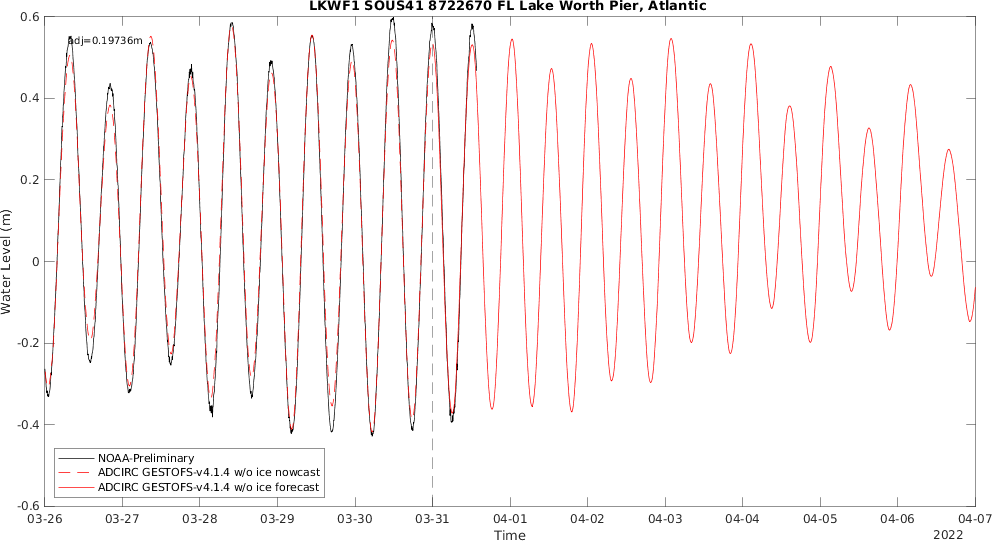 LKWF1 SOUS41 8722670 FL Lake Worth Pier, Atlantic
adj=0.19736m
0.6
0.4
0.2
0
-0.2
-0.4
-0.6
Water Level (m)
NOAA-Preliminary
ADCIRC GESTOFS-v4.1.4 w/o ice nowcast
ADCIRC GESTOFS-v4.1.4 w/o ice forecast
03-26 03-27 03-28 03-29 03-30 03-31 04-01 04-02 04-03 04-04 04-05 04-06 04-07
Time
2022